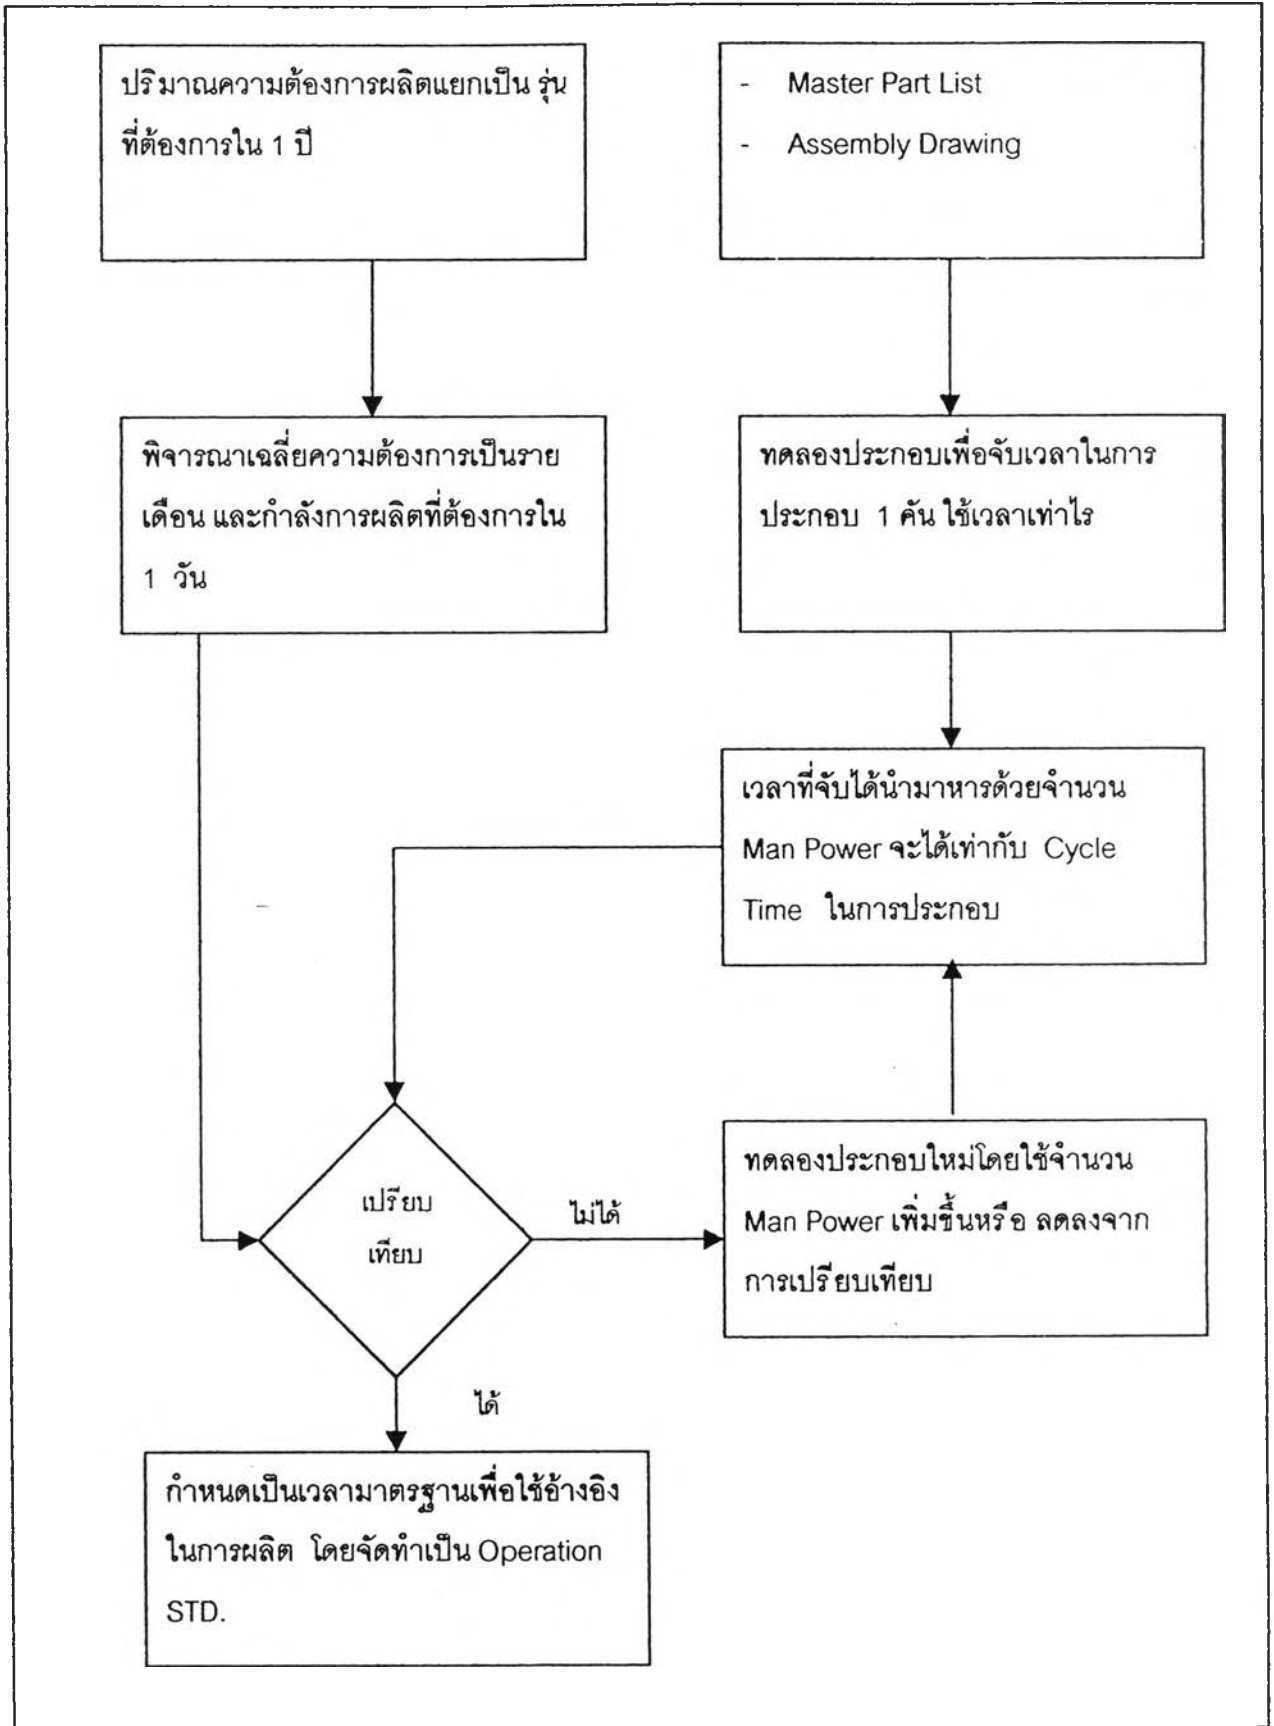 ปริมาณความต้องการผลิตแยกเป็น รุ่น
ที่ต้องการใน 1 ปี
- Master Part List
- Assembly Drawing
พิจารณาเฉลี่ยความต้องการเป็นราย
เดือน และกำลังการผลิตที่ต้องการใน
1 วัน
ทดลองประกอบเพื่อจับเวลาในการ
ประกอบ 1 คัน ใช้เวลาเท่าไร
เวลาที่จับได้นำมาหารด้วยจำนวน
Man Power จะได้เท่ากับ Cycle
Time ในการประกอบ
เปรียบ
เทียบ
ไม่ได้
ทดลองประกอบใหม่โดยใช้จำนวน
Man Power เพิ่มขึ้นหรือ ลดลงจาก
การเปรียบเทียบ
ได้
กำหนดเป็นเวลามาตรฐานเพื่อใช้อ้างอิง
ในการผลิต โดยจัดทำเป็น Operation
STD.